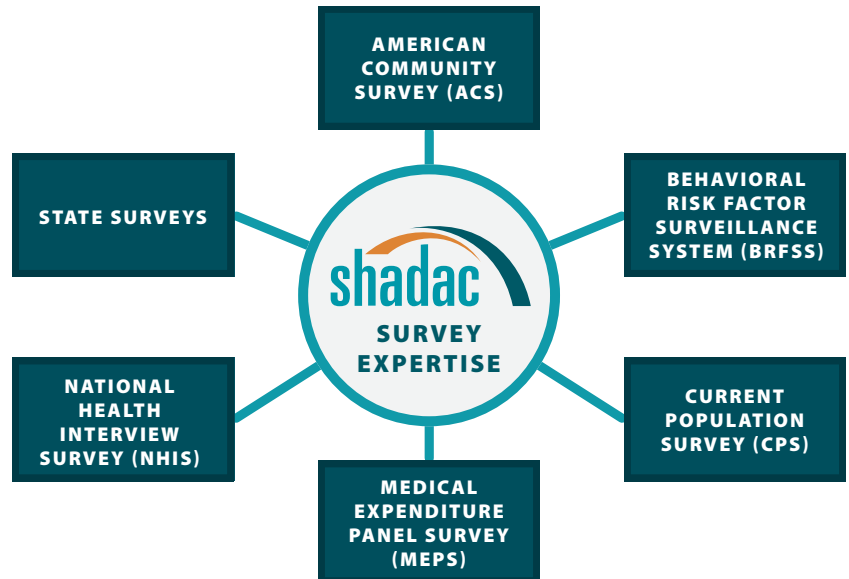 AMERICAN
COMMUNITY
SURVEY (ACS)
STATE SURVEYS
BEHAVIORAL
RISK FACTOR
SURVEILLANCE
SYSTEM (BRFSS)
shadac
SURVEY
EXPERTISE
NATIONAL
HEALTH
INTERVIEW
SURVEY (NHIS)
CURRENT
POPULATION
SURVEY (CPS)
MEDICAL
EXPENDITURE
PANEL SURVEY
(MEPS)